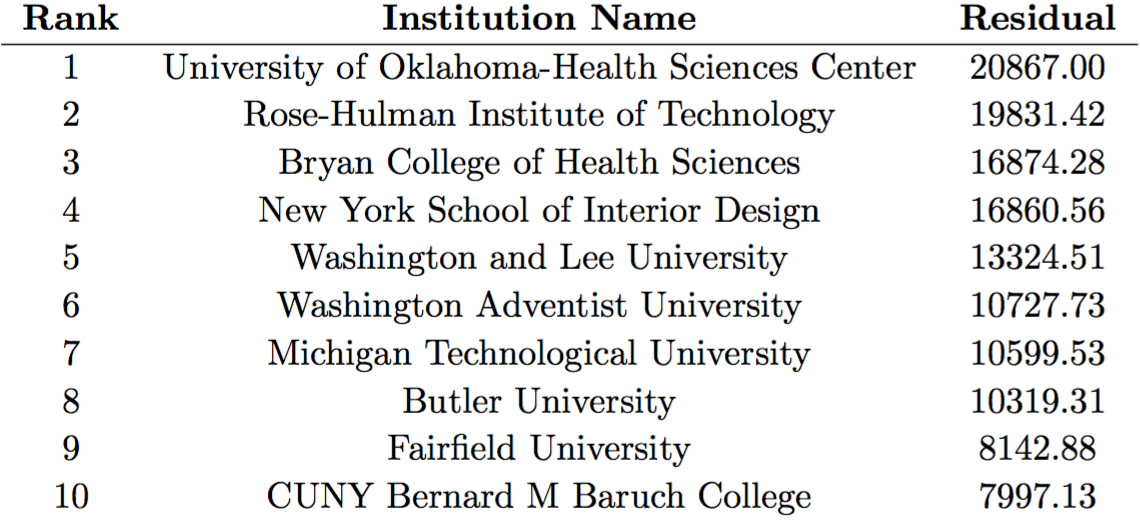 Rank Institution Name Residual
1 University of Oklahoma-Health Sciences Center 20867.00
2 Rose-Hulman Institute of Technology 19831.42
3 Bryan College of Health Sciences 16874.28
4 New York School of Interior Design 16860.56
5 Washington and Lee University 13324.51
6 Washington Adventist University 10727.73
7 Michigan Technological University 10599.53
8 Butler University 10319.31
9 Fairfield University 8142.88
10 CUNY Bernard M Baruch College 7997.13